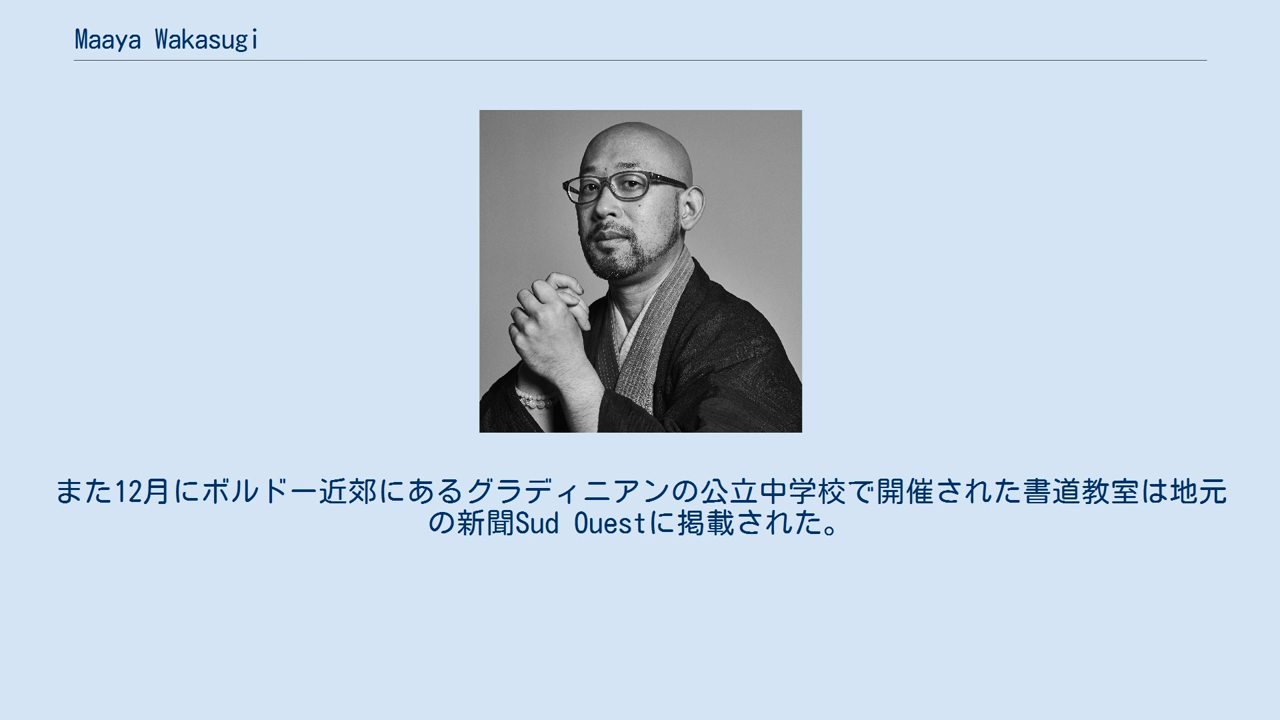 Maaya Wakasugi
また12月にボルドー近郊にあるグラディニアンの公立中学校で開催された書道教室は地元
の新聞Sud Ouestに掲載された。